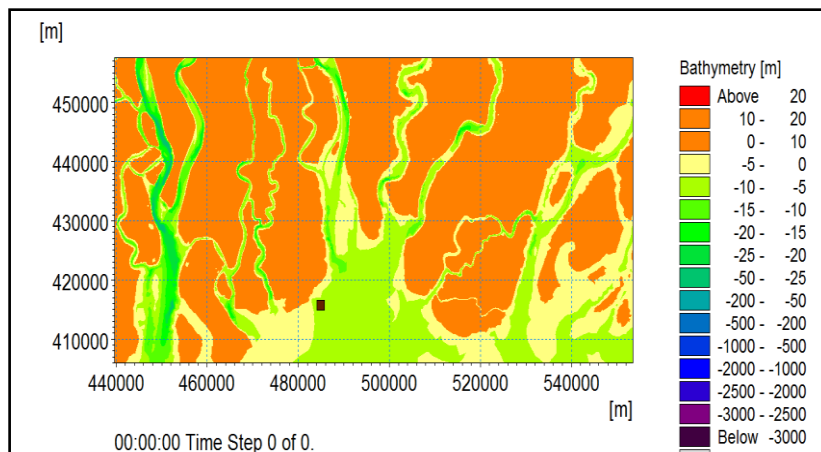 [m]
450000
440000
430000
420000
410000
440000 460000 480000 500000 520000 540000
[m]
00:00:00 Time Step 0 of 0.
Bathymetry [m]
Above 20
10 - 20
0 - 10
-5 - 0
-10 - -5
-15 - -10
-20 - -15
-25 - -20
-50 - -25
-200 - -50
-500 - -200
-1000 - -500
-2000 - -1000
-2500 - -2000
-3000 - -2500
Below -3000